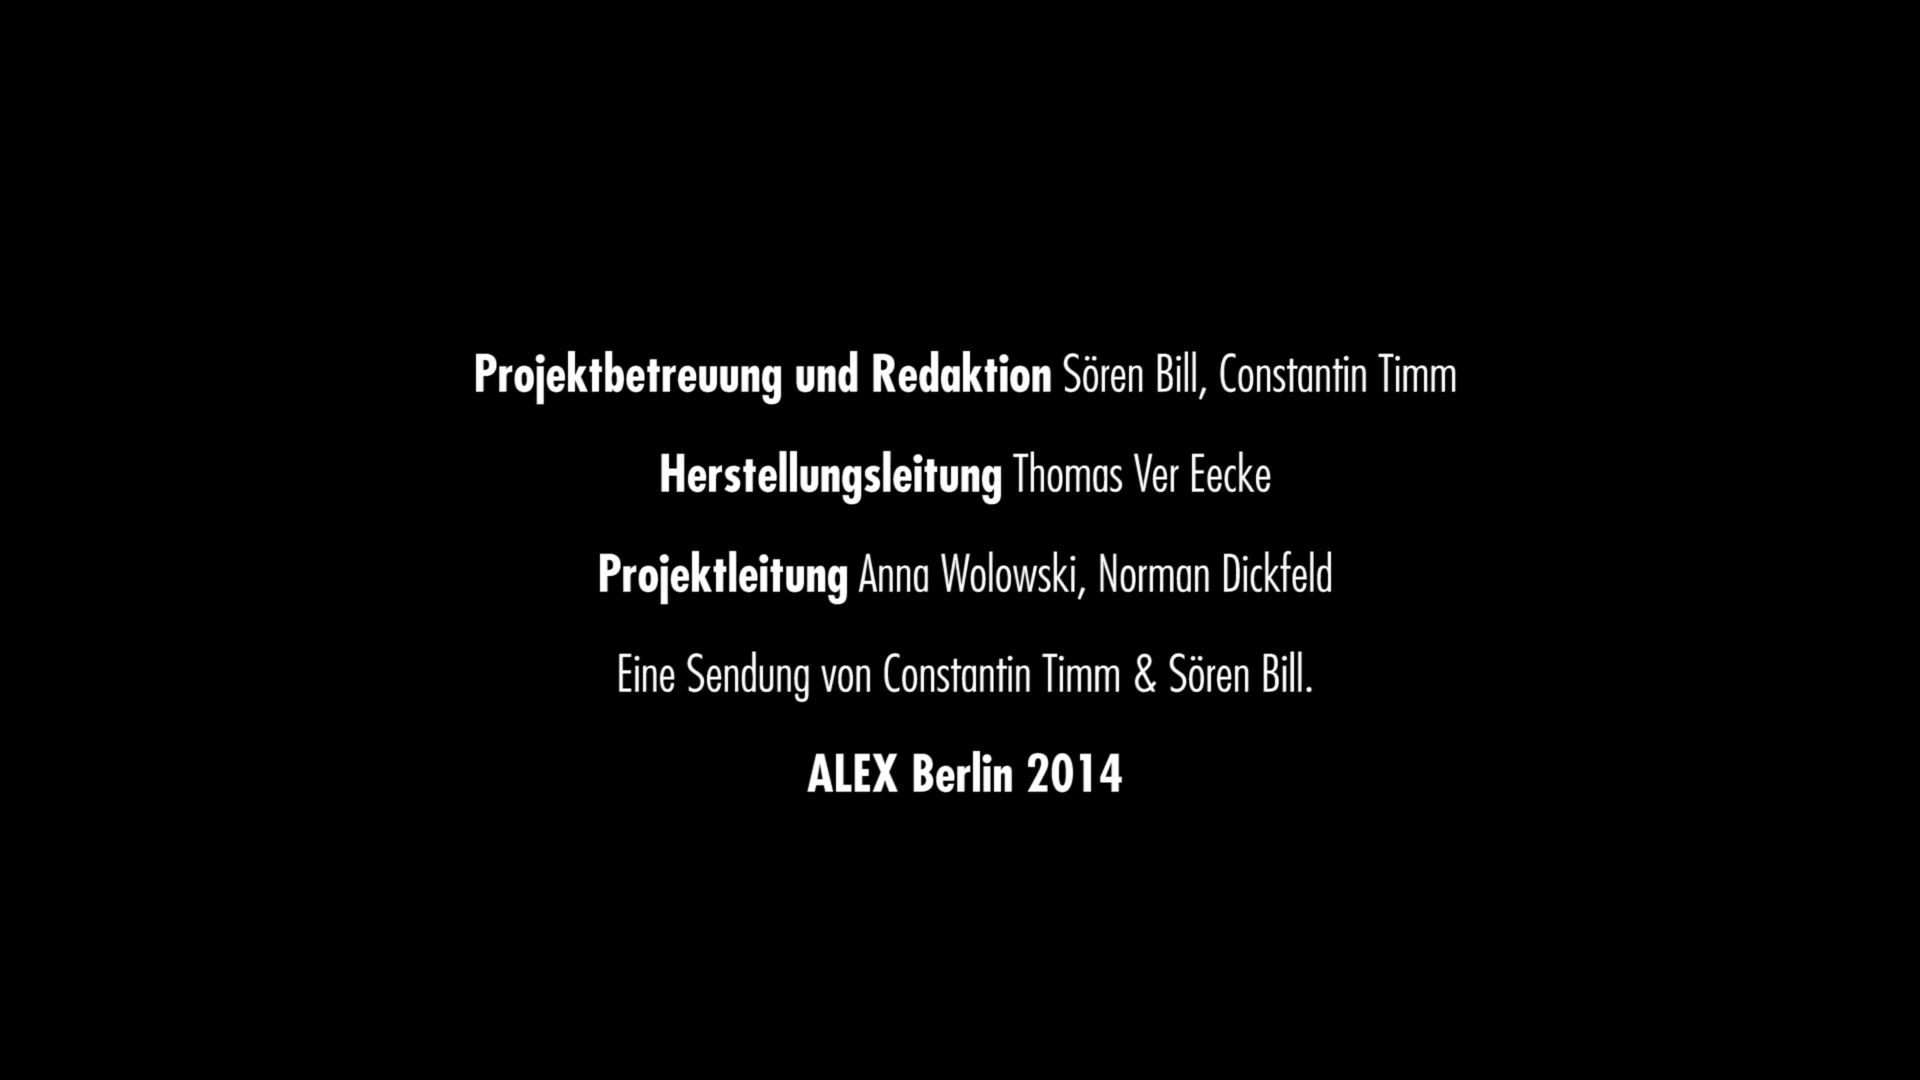 Projektbetreuung und Redaktion Sören Bill, Constantin Timm
Herstellungsleitung Thomas Ver Eecke
Projektleitung Anna Wolowski, Norman Dickfeld
Eine Sendung von Constantin Timm & Sören Bill.
ALEX Berlin 2014